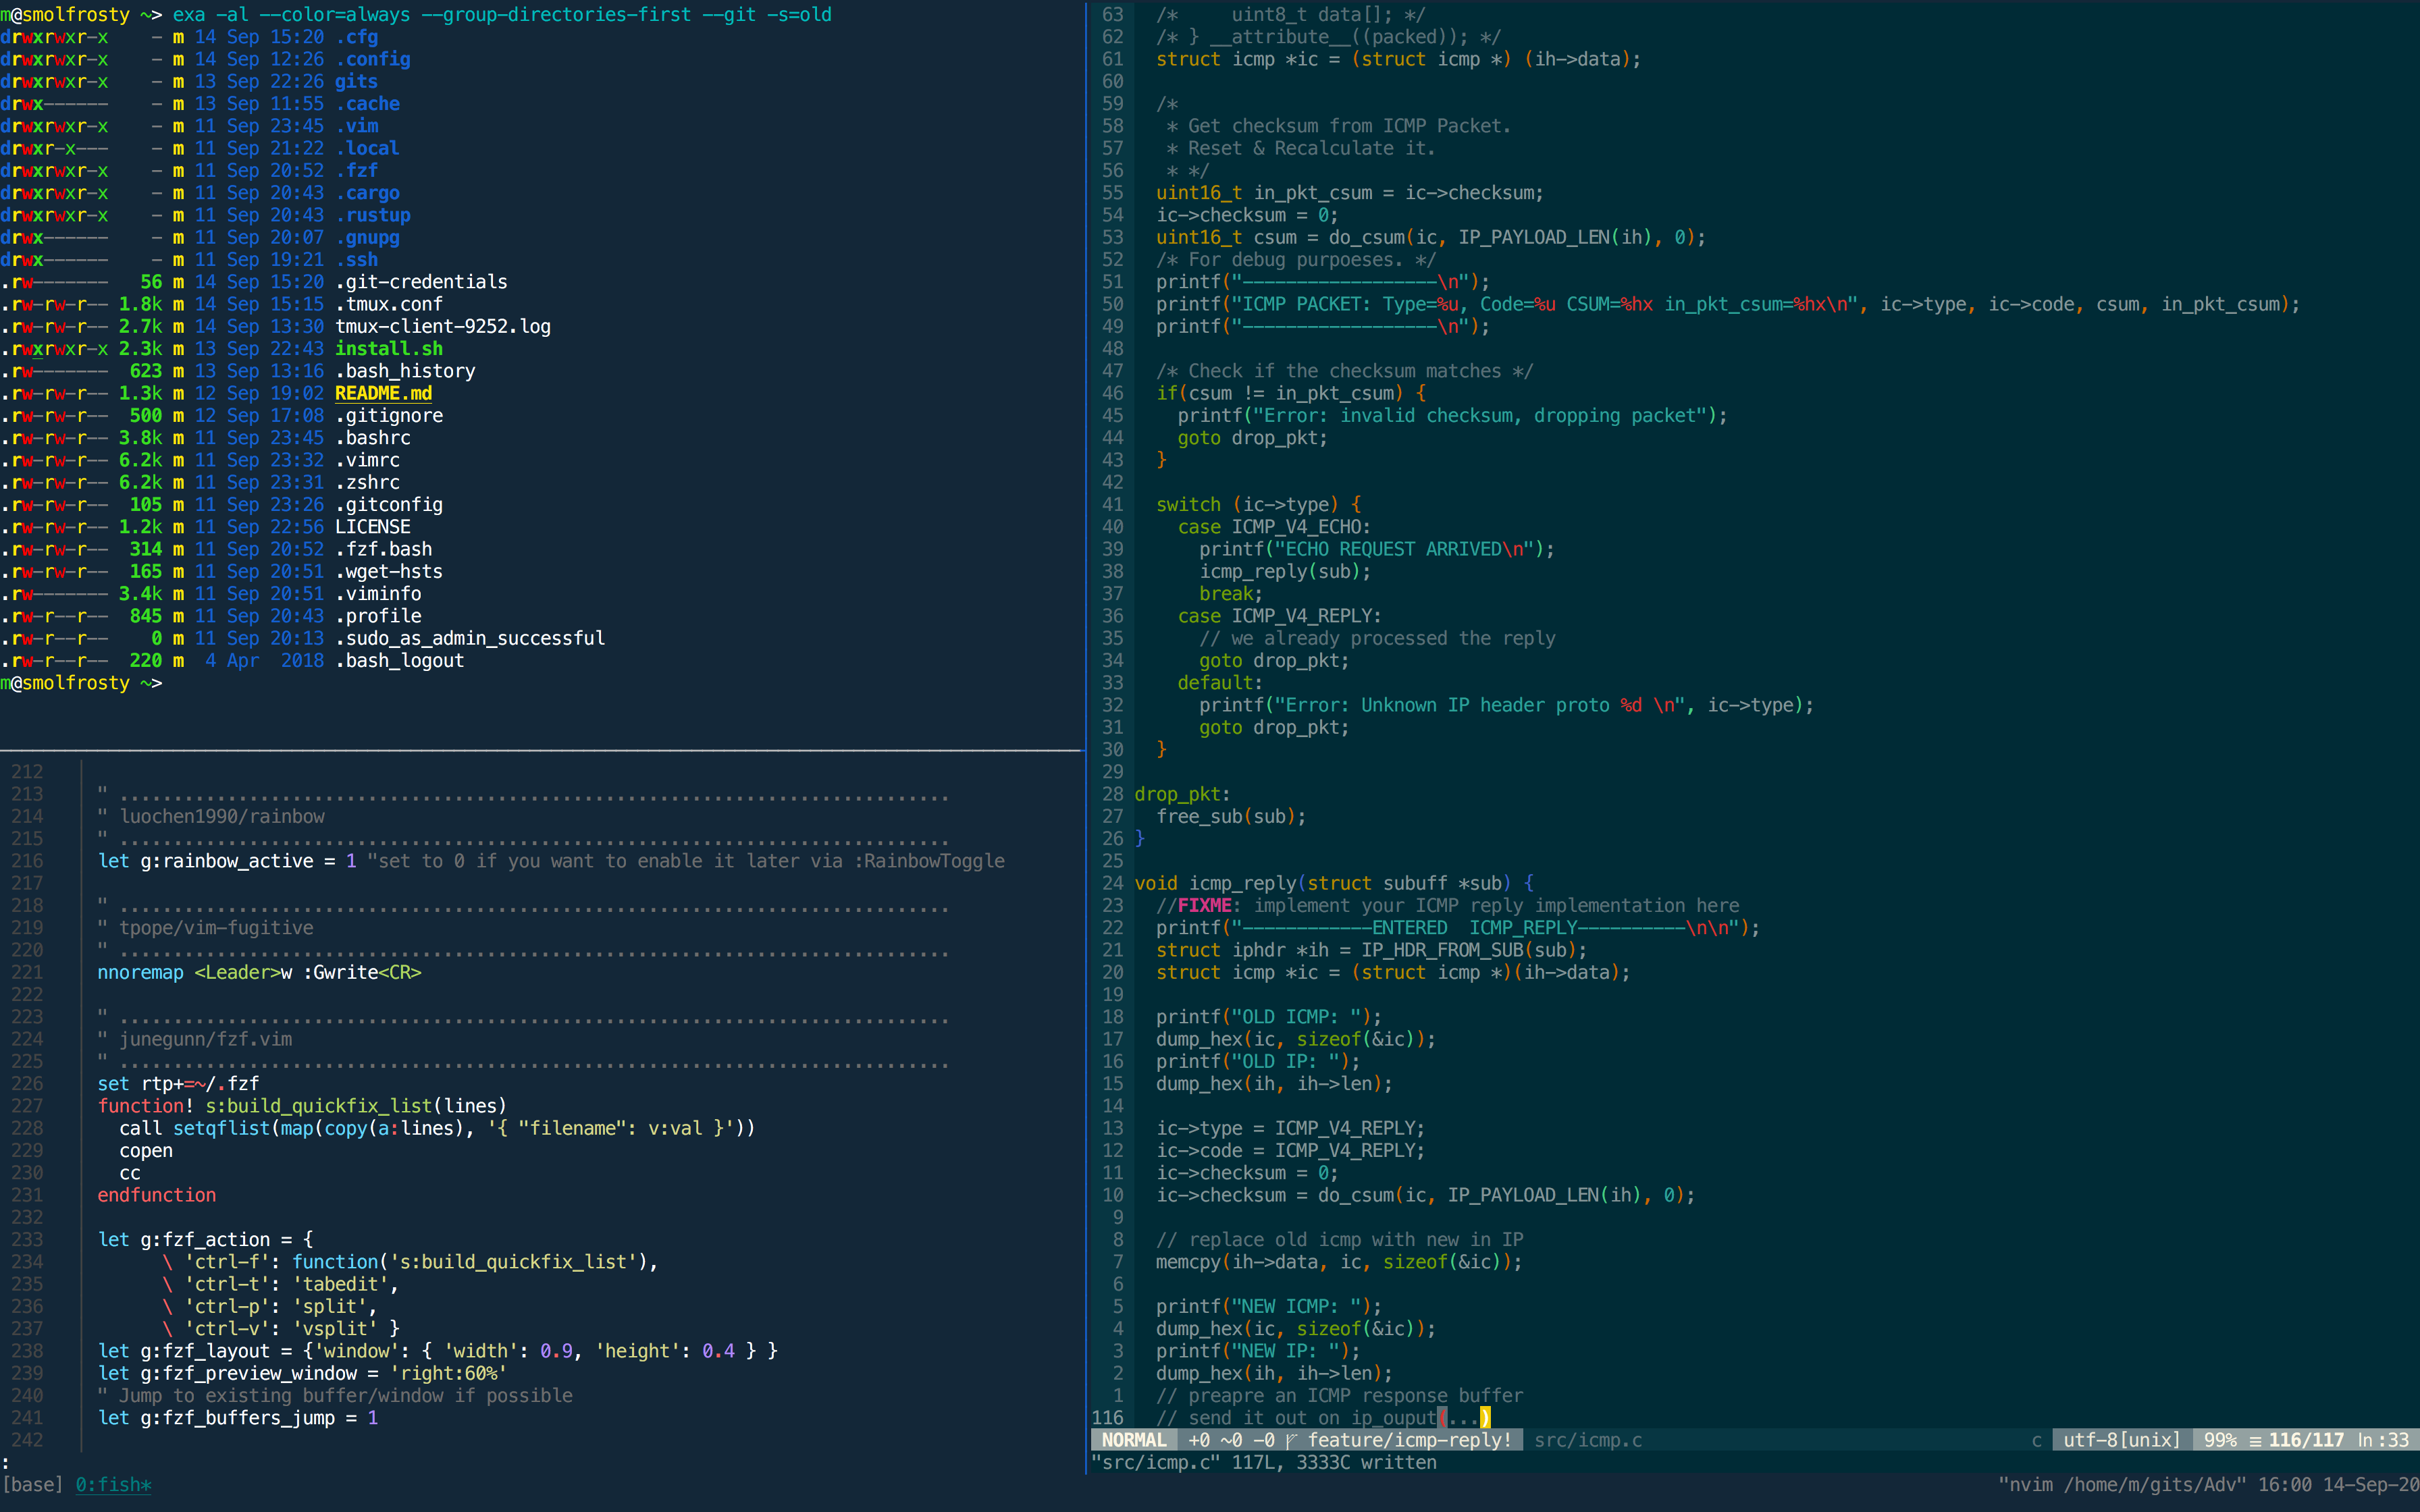 m@smolfrosty ~> exa -al --color=always --group-directories-first --git -s=old
drwxrwxr-x    - m 14 Sep 15:20 .cfg
drwxrwxr-x    - m 14 Sep 12:26 .config
drwxrwxr-x    - m 13 Sep 22:26 gits
drwx------    - m 13 Sep 11:55 .cache
drwxrwxr-x    - m 11 Sep 23:45 .vim
drwxr-x---    - m 11 Sep 21:22 .local
drwxrwxr-x    - m 11 Sep 20:52 .fzf
drwxrwxr-x    - m 11 Sep 20:43 .cargo
drwxrwxr-x    - m 11 Sep 20:43 .rustup
drwx------    - m 11 Sep 20:07 .gnupg
drwx------    - m 11 Sep 19:21 .ssh
.rw-------   56 m 14 Sep 15:20 .git-credentials
.rw-rw-r-- 1.8k m 14 Sep 15:15 .tmux.conf
.rw-rw-r-- 2.7k m 14 Sep 13:30 tmux-client-9252.log
.rwxrwxr-x 2.3k m 13 Sep 22:43 install.sh
.rw-------  623 m 13 Sep 13:16 .bash_history
.rw-rw-r-- 1.3k m 12 Sep 19:02 README.md
.rw-rw-r--  500 m 12 Sep 17:08 .gitignore
.rw-rw-r-- 3.8k m 11 Sep 23:45 .bashrc
.rw-rw-r-- 6.2k m 11 Sep 23:32 .vimrc
.rw-rw-r-- 6.2k m 11 Sep 23:31 .zshrc
.rw-rw-r--  105 m 11 Sep 23:26 .gitconfig
.rw-rw-r-- 1.2k m 11 Sep 22:56 LICENSE
.rw-rw-r--  314 m 11 Sep 20:52 .fzf.bash
.rw-rw-r--  165 m 11 Sep 20:51 .wget-hsts
.rw------- 3.4k m 11 Sep 20:51 .viminfo
.rw-r--r--  845 m 11 Sep 20:43 .profile
.rw-r--r--    0 m 11 Sep 20:13 .sudo_as_admin_successful
.rw-r--r--  220 m  4 Apr  2018 .bash_logout
m@smolfrosty ~>
212
213 " .............................................................................
214 " luochen1990/rainbow
215 " .............................................................................
216 let g:rainbow_active = 1 "set to 0 if you want to enable it later via :RainbowToggle
217
218 " .............................................................................
219 " tpope/vim-fugitive
220 " .............................................................................
221 nnoremap <Leader>w :Gwrite<CR>
222
223 " .............................................................................
224 " junegunn/fzf.vim
225 " .............................................................................
226 set rtp+=~/.fzf
227 function! s:build_quickfix_list(lines)
228   call setqflist(map(copy(a:lines), '{ "filename": v:val }'))
229   copen
230   cc
231 endfunction
232
233 let g:fzf_action = {
234       \ 'ctrl-f': function('s:build_quickfix_list'),
235       \ 'ctrl-t': 'tabedit',
236       \ 'ctrl-p': 'split',
237       \ 'ctrl-v': 'vsplit' }
238 let g:fzf_layout = {'window': { 'width': 0.9, 'height': 0.4 } }
239 let g:fzf_preview_window = 'right:60%'
240 " Jump to existing buffer/window if possible
241 let g:fzf_buffers_jump = 1
242
:
63   /*     uint8_t data[]; */
62   /* } __attribute__((packed)); */
61   struct icmp *ic = (struct icmp *) (ih->data);
60
59   /*
58    * Get checksum from ICMP Packet.
57    * Reset & Recalculate it.
56    * */
55   uint16_t in_pkt_csum = ic->checksum;
54   ic->checksum = 0;
53   uint16_t csum = do_csum(ic, IP_PAYLOAD_LEN(ih), 0);
52   /* For debug purpoeses. */
51   printf("------------------\n");
50   printf("ICMP PACKET: Type=%u, Code=%u CSUM=%hx in_pkt_csum=%hx\n", ic->type, ic->code, csum, in_pkt_csum);
49   printf("------------------\n");
48
47   /* Check if the checksum matches */
46   if(csum != in_pkt_csum) {
45     printf("Error: invalid checksum, dropping packet");
44     goto drop_pkt;
43   }
42
41   switch (ic->type) {
40     case ICMP_V4_ECHO:
39       printf("ECHO REQUEST ARRIVED\n");
38       icmp_reply(sub);
37       break;
36     case ICMP_V4_REPLY:
35       // we already processed the reply
34       goto drop_pkt;
33     default:
32       printf("Error: Unknown IP header proto %d \n", ic->type);
31       goto drop_pkt;
30   }
29
28 drop_pkt:
27   free_sub(sub);
26 }
25
24 void icmp_reply(struct subuff *sub) {
23   //FIXME: implement your ICMP reply implementation here
22   printf("------------ENTERED  ICMP_REPLY----------\n\n");
21   struct iphdr *ih = IP_HDR_FROM_SUB(sub);
20   struct icmp *ic = (struct icmp *)(ih->data);
19
18   printf("OLD ICMP: ");
17   dump_hex(ic, sizeof(&ic));
16   printf("OLD IP: ");
15   dump_hex(ih, ih->len);
14
13   ic->type = ICMP_V4_REPLY;
12   ic->code = ICMP_V4_REPLY;
11   ic->checksum = 0;
10   ic->checksum = do_csum(ic, IP_PAYLOAD_LEN(ih), 0);
9
8   // replace old icmp with new in IP
7   memcpy(ih->data, ic, sizeof(&ic));
6
5   printf("NEW ICMP: ");
4   dump_hex(ic, sizeof(&ic));
3   printf("NEW IP: ");
2   dump_hex(ih, ih->len);
1   // preapre an ICMP response buffer
116   // send it out on ip_ouput(...)
NORMAL  +0 ~0 -0 feature/icmp-reply!  src/icmp.c  c  utf-8[unix]  99% ≡ 116/117 ln :33
"src/icmp.c" 117L, 3333C written
[base] 0:fish*  "nvim /home/m/gits/Adv" 16:00 14-Sep-20